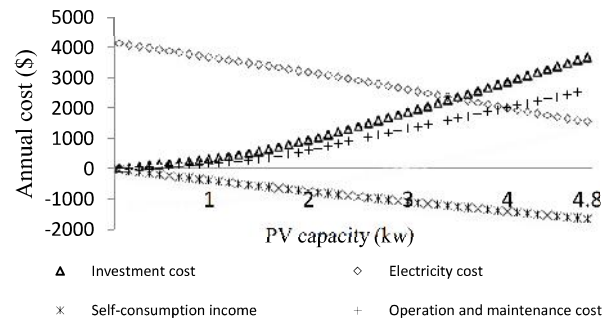 Annual cost ($)
5000
4000
3000
2000
1000
0
-1000
-2000
1 2 3 4 4.8
PV capacity (kw)
Investment cost
Electricity cost
Self-consumption income
Operation and maintenance cost